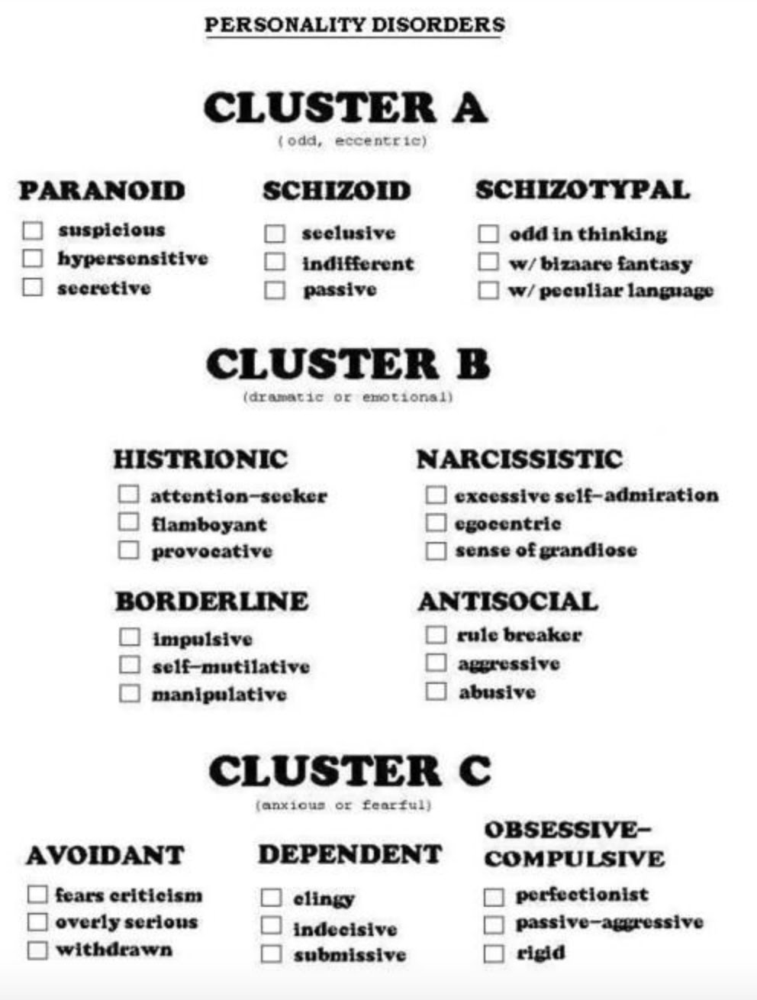 PERSONALITY DISORDERS
CLUSTER A
(odd, eccentric)
PARANOID
suspicious
hypersensitive
secretive
SCHIZOID
seclusive
indifferent
passive
SCHIZOTYPAL
odd in thinking
w/ bizaare fantasy
w/ peculiar language
CLUSTER B
(dramatic or emotional)
HISTRIONIC
attention-seeker
flamboyant
provocative
NARCISSISTIC
excessive self-admiration
egocentric
sense of grandiose
BORDERLINE
impulsive
self-mutilative
manipulative
ANTISOCIAL
rule breaker
aggressive
abusive
CLUSTER C
(anxious or fearful)
AVOIDANT
fears criticism
overly serious
withdrawn
DEPENDENT
clingy
indecisive
submissive
OBSESSIVE-
COMPULSIVE
perfectionist
passive-aggressive
rigid